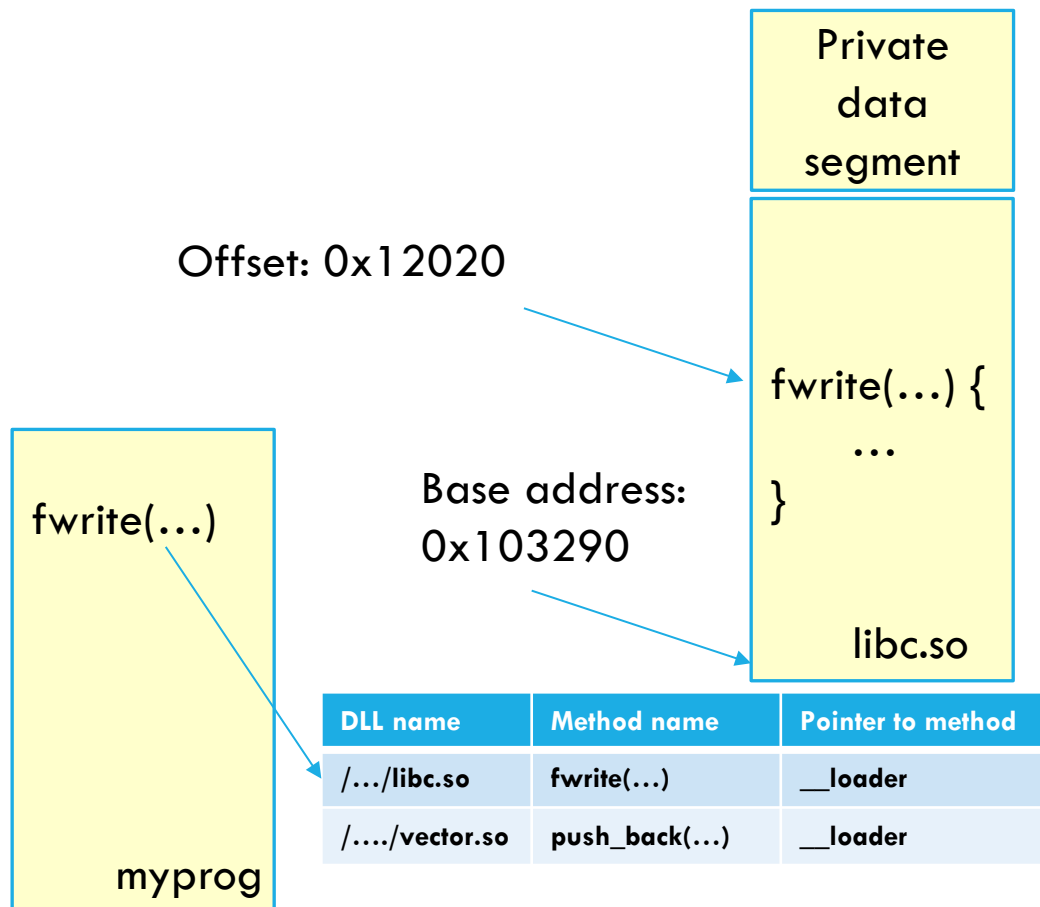 Private
data
segment
Offset: 0x12020
fwrite(…) {
…
}
libc.so
Base address:
0x103290
fwrite(…)
myprog
DLL name Method name Pointer to method
/…/libc.so fwrite(…) __loader
/…./vector.so push_back(…) __loader